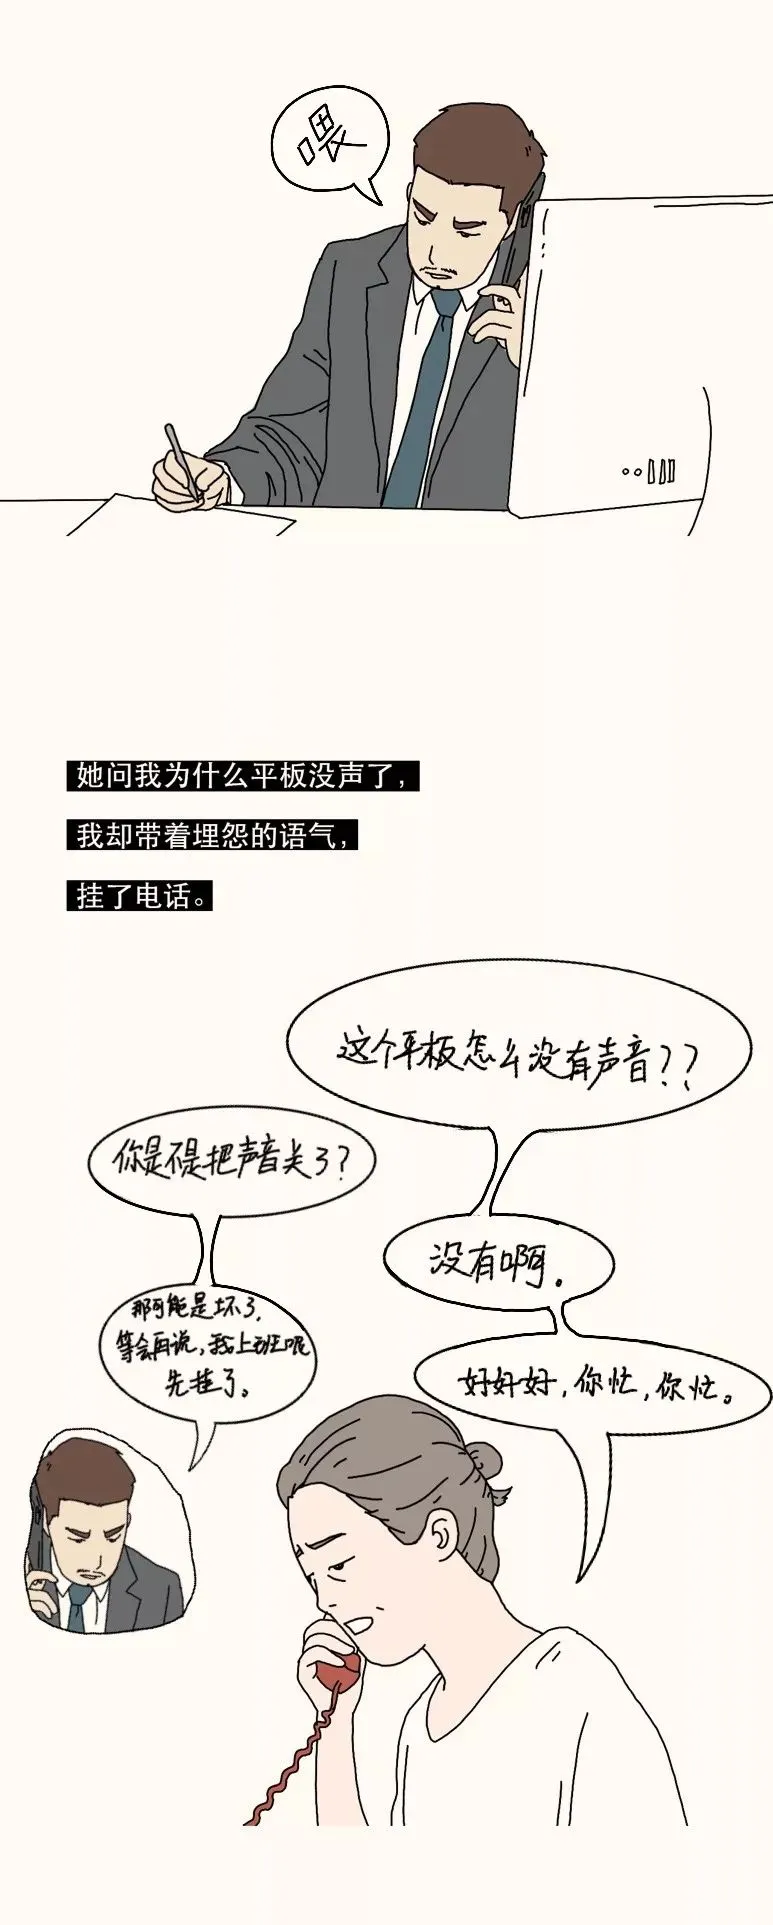 喂
她问我为什么平板没声了，
我却带着埋怨的语气，
挂了电话。
这个平板怎么没有声音？？
你是不是把声音关了？
没有啊。
那可能是坏了，
等会再说，我上班呢
先挂了。
好好好，你忙，你忙。